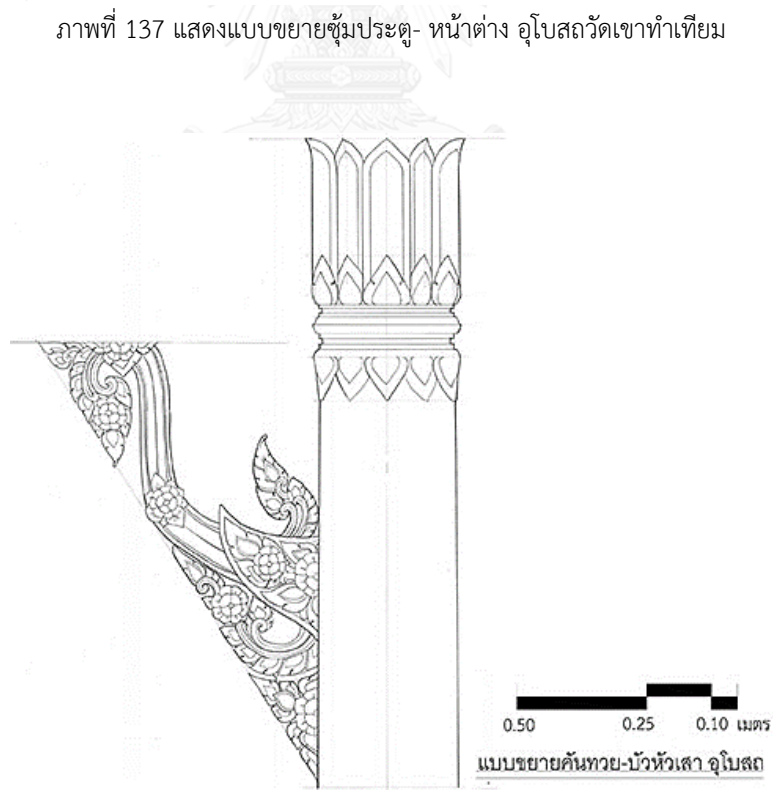 ภาพที่ 137 แสดงแบบขยายซุ้มประตู- หน้าต่าง อุโบสถวัดเขาทำเทียม
0.50 0.25 0.10 เมตร
แบบขยายคันทวย-บัวหัวเสา อุโบสถ